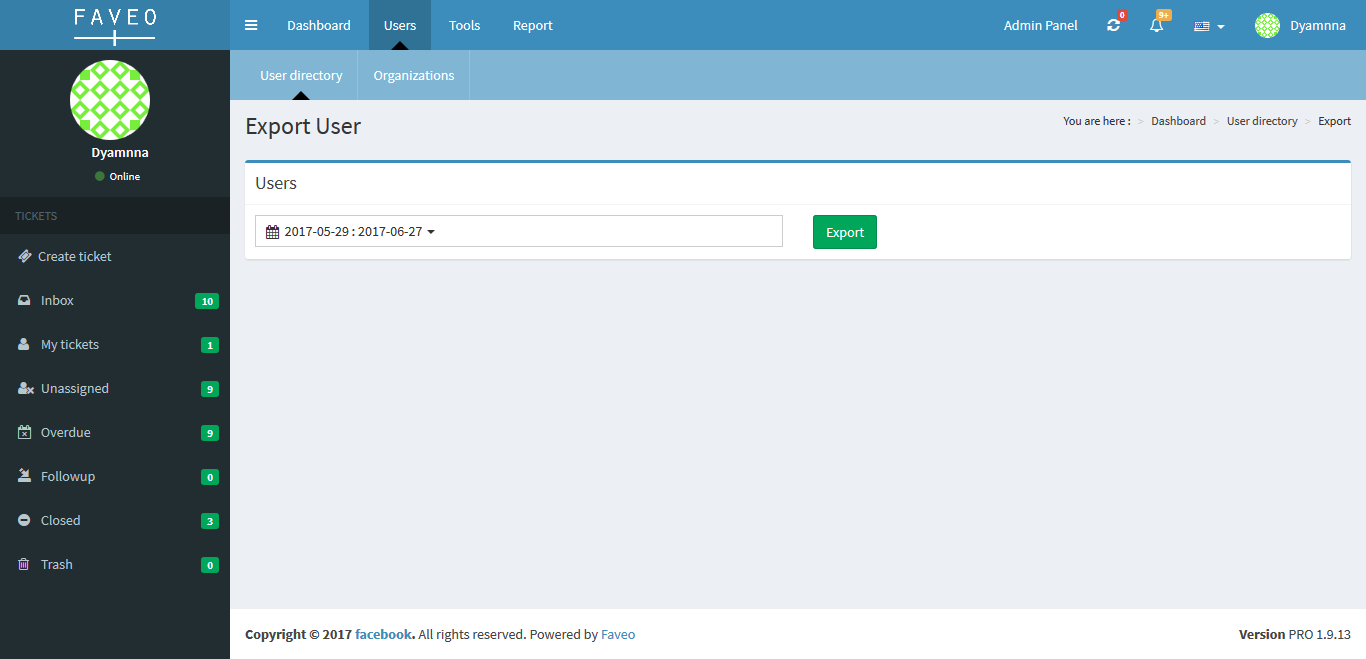 FAVEO
Dashboard Users Tools Report Admin Panel 0 9+ Dyamnna
User directory Organizations
Dyamnna
Online
TICKETS
Create ticket
Inbox 10
My tickets 1
Unassigned 9
Overdue 9
Followup 0
Closed 3
Trash 0
Export User
You are here : > Dashboard > User directory > Export
Users
2017-05-29 : 2017-06-27
Export
Copyright © 2017 facebook. All rights reserved. Powered by Faveo
Version PRO 1.9.13